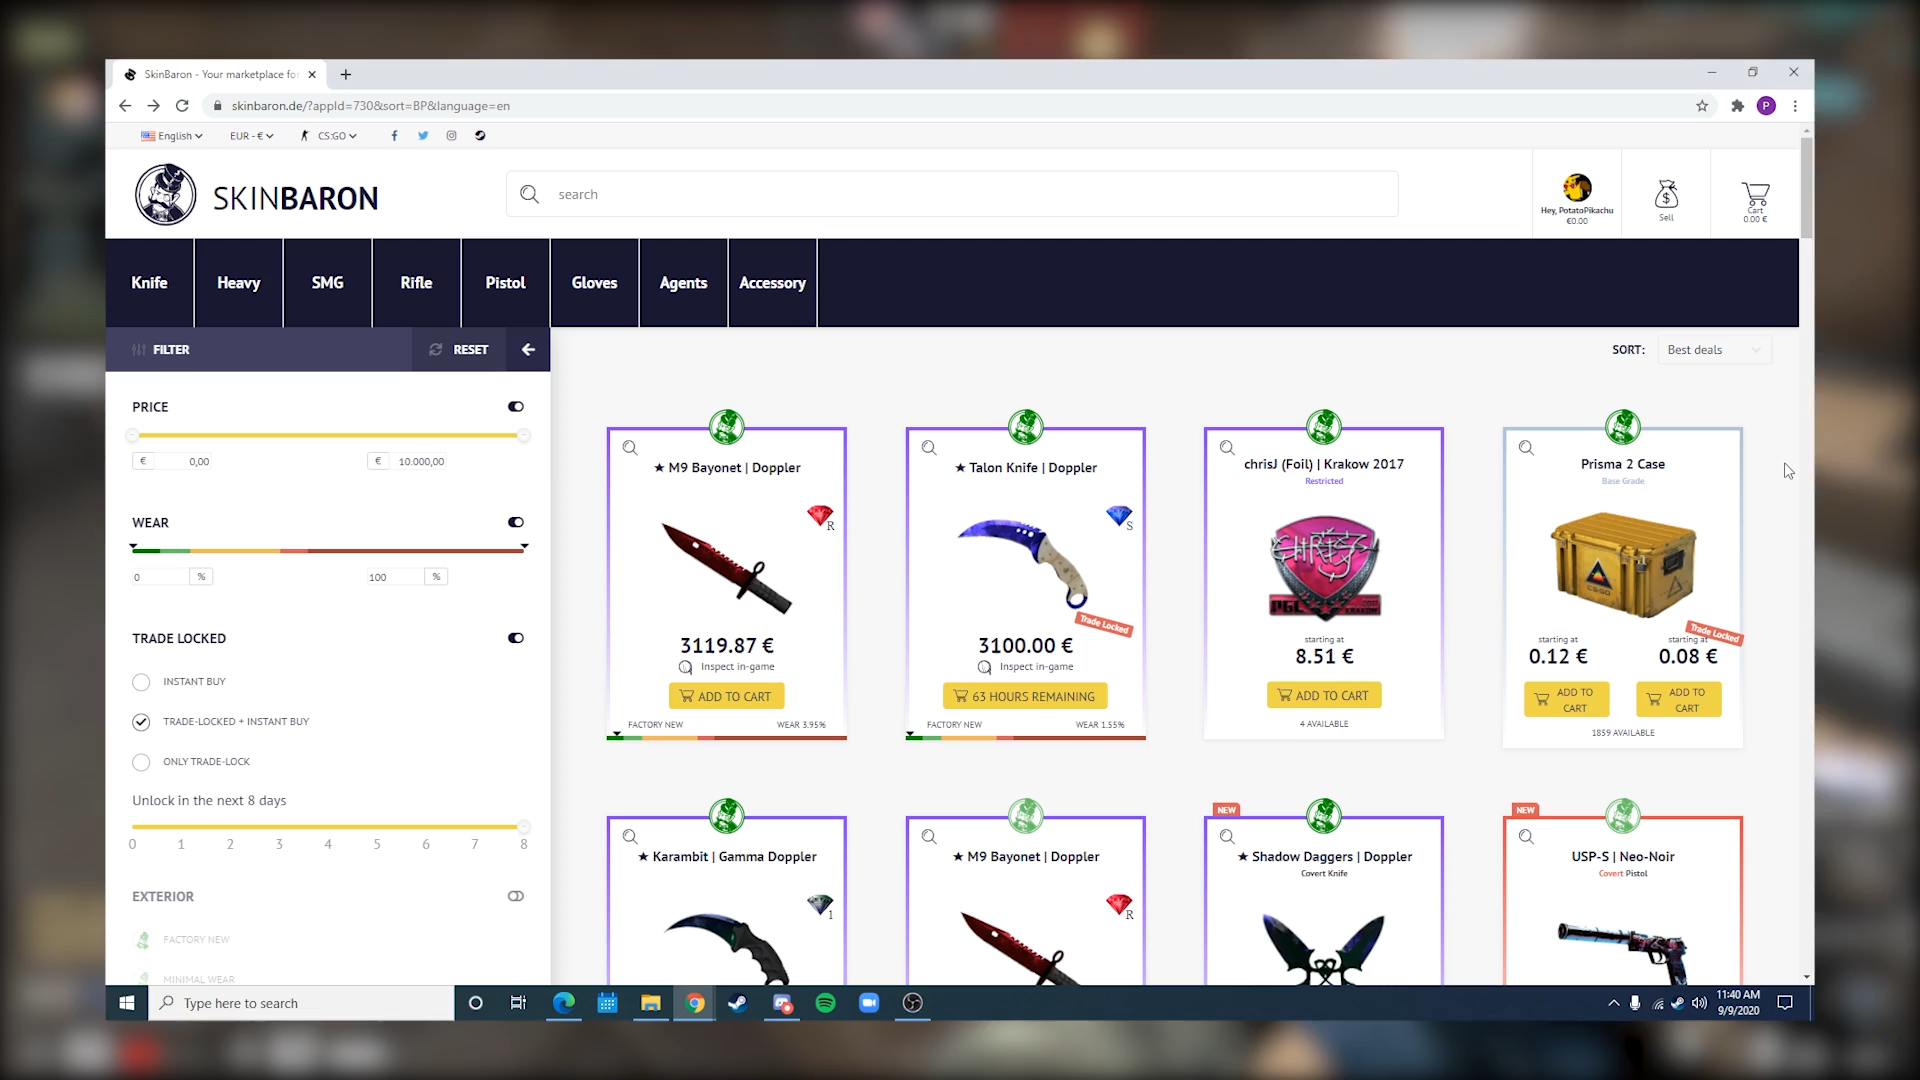 SkinBaron - Your marketplace for
skinbaron.de/?appId=730&sort=BP&language=en
P
English
EUR - €
CS:GO
SKINBARON
search
Hey, PotatoPikachu
€0.00
Sell
Cart
0.00 €
Knife
Heavy
SMG
Rifle
Pistol
Gloves
Agents
Accessory
FILTER
RESET
SORT:
Best deals
PRICE
€ 0,00
€ 10.000,00
WEAR
0 %
100 %
TRADE LOCKED
INSTANT BUY
TRADE-LOCKED + INSTANT BUY
ONLY TRADE-LOCK
Unlock in the next 8 days
0 1 2 3 4 5 6 7 8
EXTERIOR
FACTORY NEW
MINIMAL WEAR
★ M9 Bayonet | Doppler
R
3119.87 €
Inspect in-game
ADD TO CART
FACTORY NEW
WEAR 3.95%
★ Talon Knife | Doppler
S
Trade Locked
3100.00 €
Inspect in-game
63 HOURS REMAINING
FACTORY NEW
WEAR 1.55%
chrisJ (Foil) | Krakow 2017
Restricted
starting at
8.51 €
ADD TO CART
4 AVAILABLE
Prisma 2 Case
Base Grade
Trade Locked
starting at
0.12 €
starting at
0.08 €
ADD TO
CART
ADD TO
CART
1859 AVAILABLE
★ Karambit | Gamma Doppler
1
★ M9 Bayonet | Doppler
R
NEW
★ Shadow Daggers | Doppler
Covert Knife
NEW
USP-S | Neo-Noir
Covert Pistol
Type here to search
11:40 AM
9/9/2020